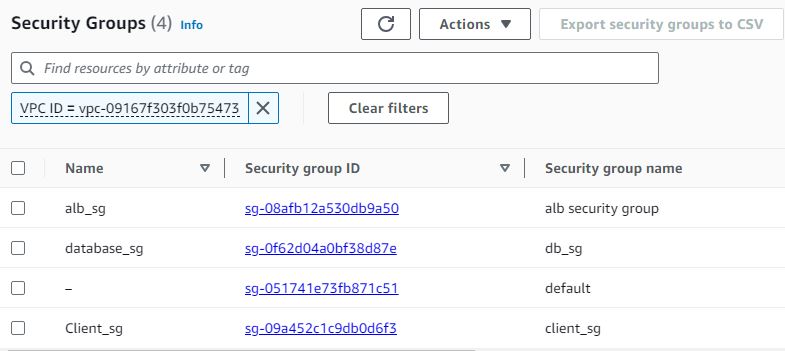 Security Groups (4) Info
Actions
Export security groups to CSV
Find resources by attribute or tag
VPC ID = vpc-09167f303f0b75473
Clear filters
Name Security group ID Security group name
alb_sg sg-08afb12a530db9a50 alb security group
database_sg sg-0f62d04a0bf38d87e db_sg
– sg-051741e73fb871c51 default
Client_sg sg-09a452c1c9db0d6f3 client_sg